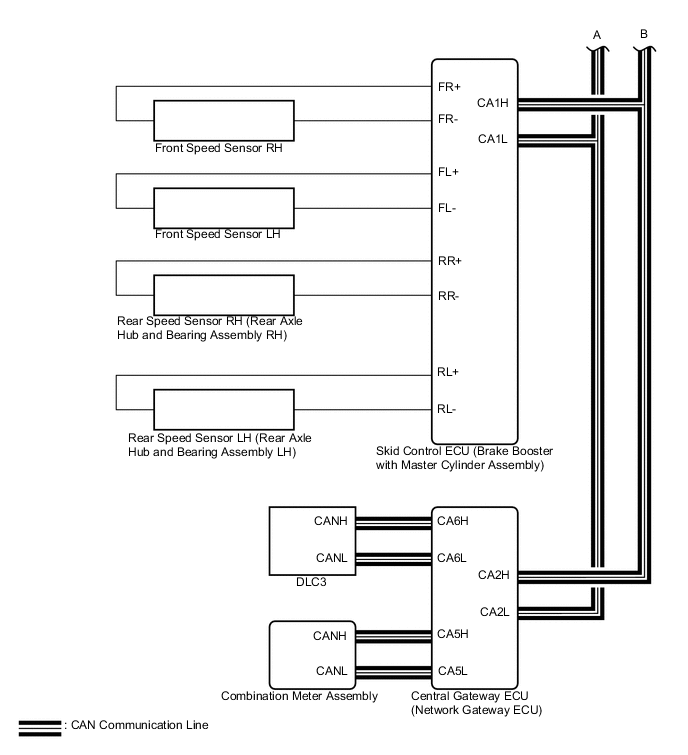 A
B
FR+
CA1H
FR-
Front Speed Sensor RH
CA1L
FL+
FL-
Front Speed Sensor LH
RR+
RR-
Rear Speed Sensor RH (Rear Axle
Hub and Bearing Assembly RH)
RL+
RL-
Rear Speed Sensor LH (Rear Axle
Hub and Bearing Assembly LH)
Skid Control ECU (Brake Booster
with Master Cylinder Assembly)
CANH
CA6H
CANL
CA6L
DLC3
CA2H
CA2L
CANH
CA5H
CANL
CA5L
Combination Meter Assembly
Central Gateway ECU
(Network Gateway ECU)
: CAN Communication Line